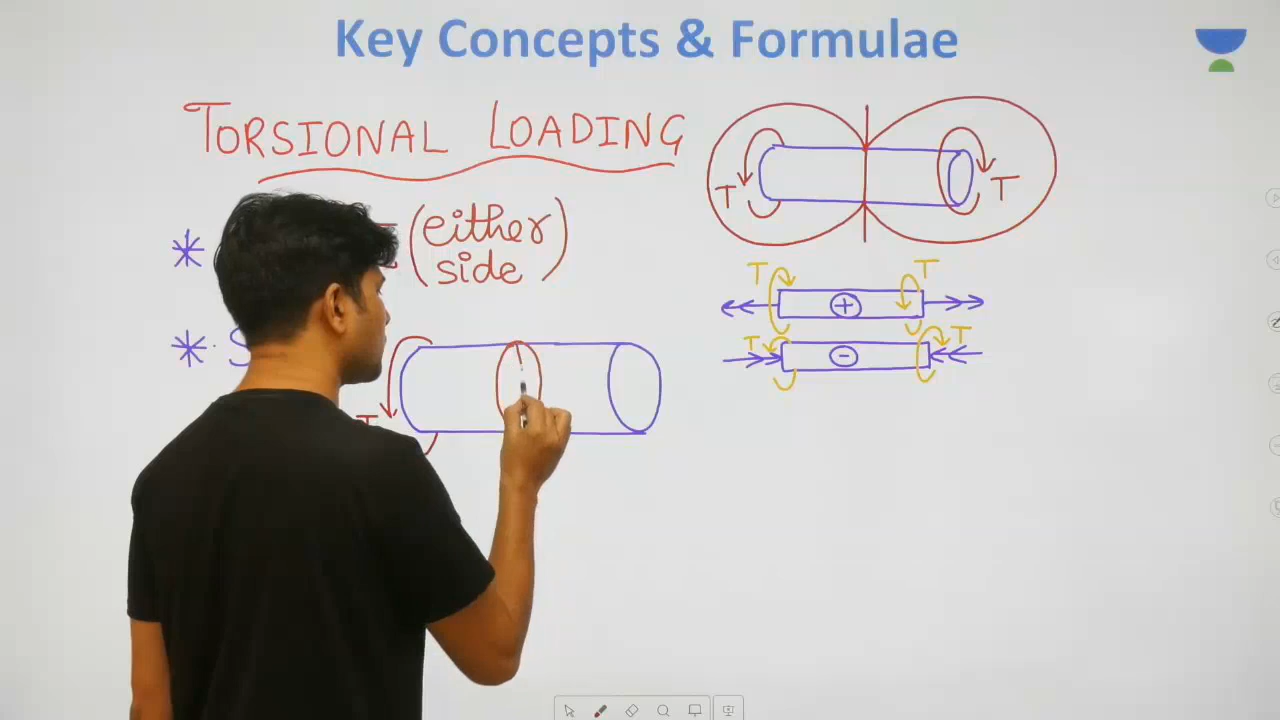 Key Concepts & Formulae
TORSIONAL LOADING
T
T
* (either
side)
T
T
+
* S
T
T
-
T